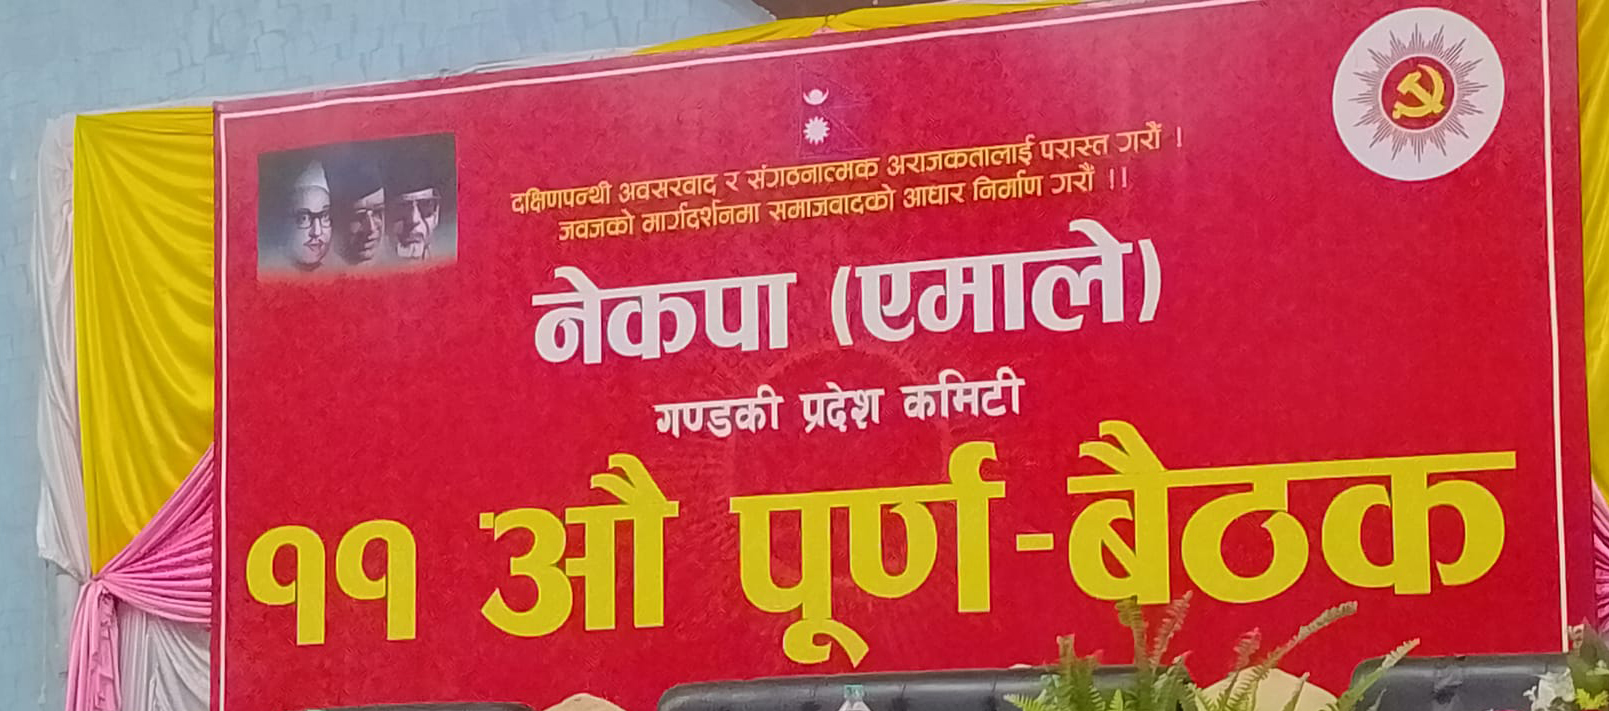 दक्षिणपन्थी अवसरवाद र संगठनात्मक अराजकतालाई परास्त गरौं ।
जवजको मार्गदर्शनमा समाजवादको आधार निर्माण गरौं ।।
नेकपा (एमाले)
गण्डकी प्रदेश कमिटी
११ औ पूर्ण-बैठक